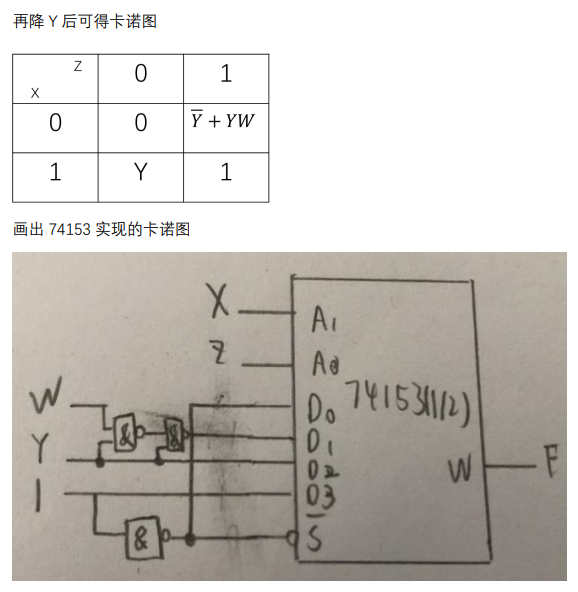 再降 Y 后可得卡诺图
Z
X
0 1
0 0 Y̅ + YW
1 Y 1
画出 74153 实现的卡诺图
X A1
Z A0
W D0 74153(1/2)
& & D1
Y D2
W F
1 D3
& S̅